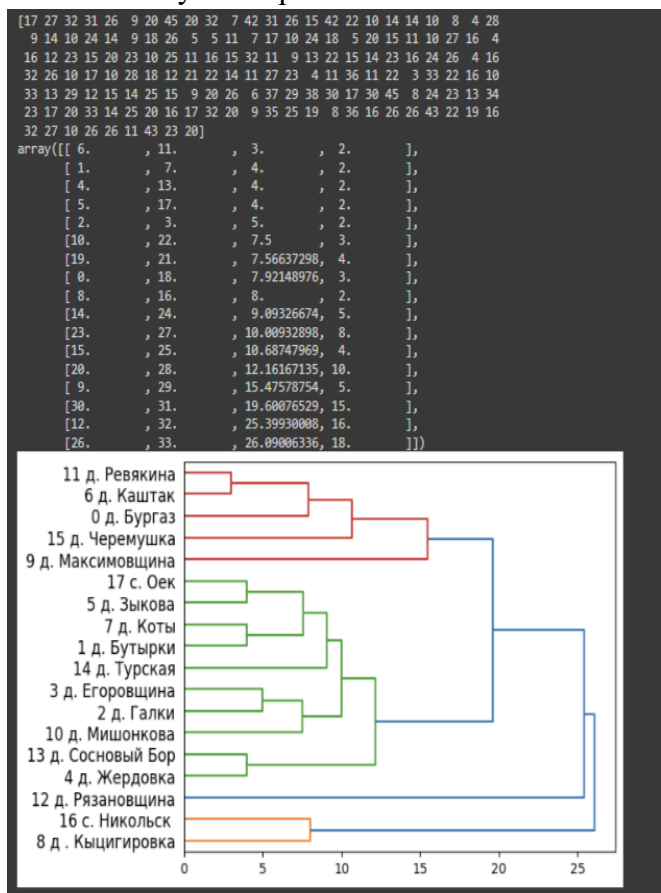 [17 27 32 31 26  9 20 45 20 32  7 42 31 26 15 42 22 10 14 14 10  8  4 28
  9 14 10 24 14  9 18 26  5  5 11  7 17 10 24 18  5 20 15 11 10 27 16  4
 16 12 23 15 20 23 10 25 11 16 15 32 11  9 13 22 15 14 23 16 24 26  4 16
 32 26 10 17 10 28 18 12 21 22 14 11 27 23  4 11 36 11 22  3 33 22 16 10
 33 13 29 12 15 14 25 15  9 20 26  6 37 29 38 30 17 30 45  8 24 23 13 34
 23 17 20 33 14 25 20 16 17 32 20  9 35 25 19  8 36 16 26 26 43 22 19 16
 32 27 10 26 26 11 43 23 20]
array([[ 6. , 11. , 3. , 2. ],
[ 1. , 7. , 4. , 2. ],
[ 4. , 13. , 4. , 2. ],
[ 5. , 17. , 4. , 2. ],
[ 2. , 3. , 5. , 2. ],
[10. , 22. , 7.5 , 3. ],
[19. , 21. , 7.56637298, 4. ],
[ 0. , 18. , 7.92148976, 3. ],
[ 8. , 16. , 8. , 2. ],
[14. , 24. , 9.09326674, 5. ],
[23. , 27. , 10.00932898, 8. ],
[15. , 25. , 10.68747969, 4. ],
[20. , 28. , 12.16167135, 10. ],
[ 9. , 29. , 15.47578754, 5. ],
[30. , 31. , 19.60076529, 15. ],
[12. , 32. , 25.39930008, 16. ],
[26. , 33. , 26.09006336, 18. ]])
11 д. Ревякина
6 д. Каштак
0 д. Бургаз
15 д. Черемушка
9 д. Максимовщина
17 с. Оек
5 д. Зыкова
7 д. Коты
1 д. Бутырки
14 д. Турская
3 д. Егоровщина
2 д. Галки
10 д. Мишонкова
13 д. Сосновый Бор
4 д. Жердовка
12 д. Рязановщина
16 с. Никольск
8 д . Кыцигировка
0 5 10 15 20 25